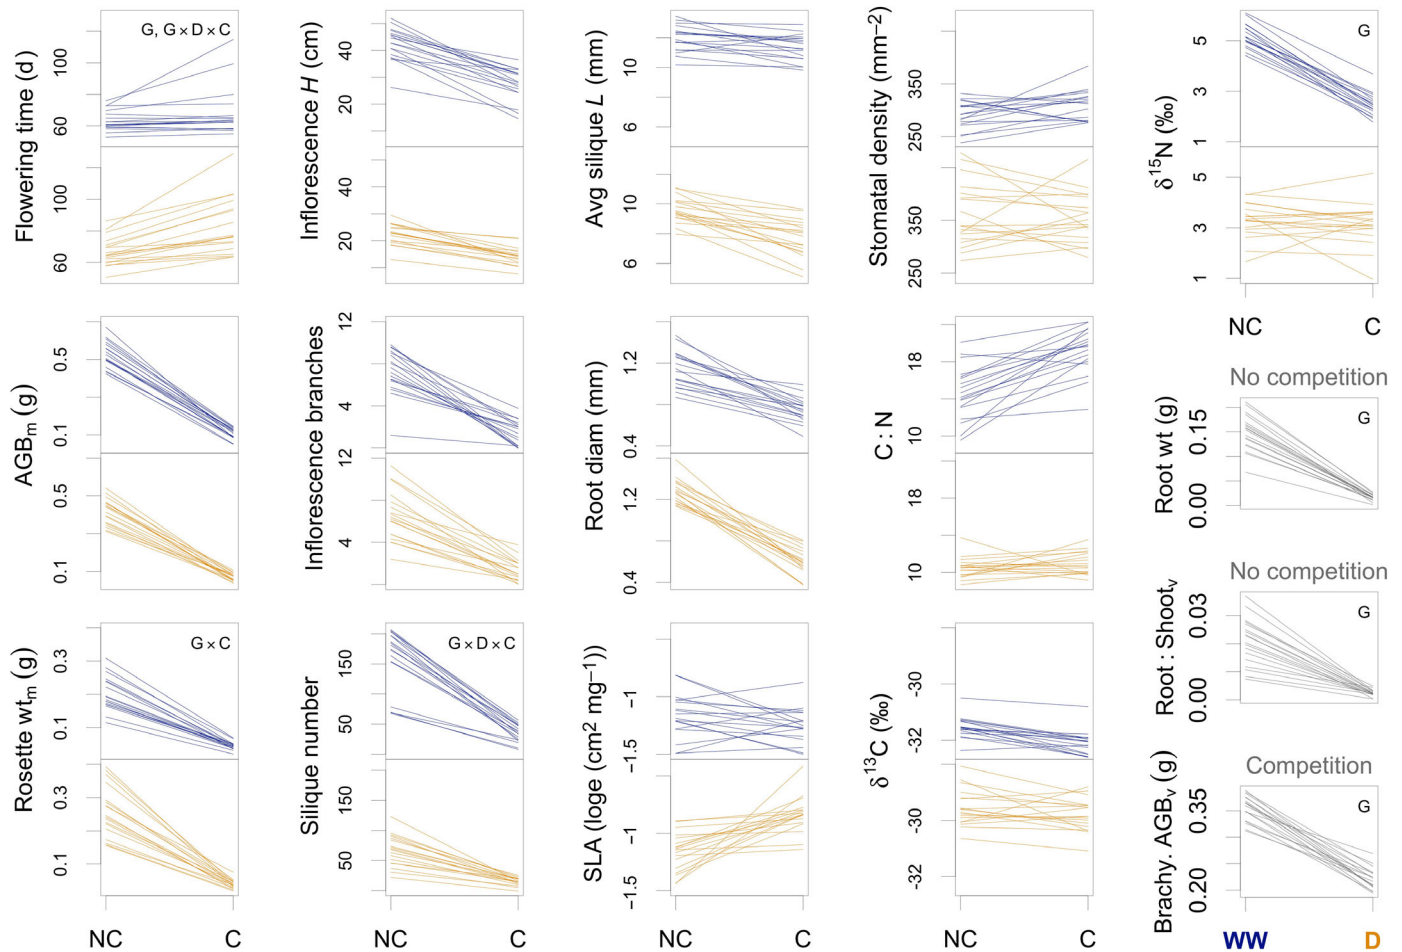 Flowering time (d)
100
60
100
60
G, G × D × C
Inflorescence H (cm)
40
20
40
20
Avg silique L (mm)
10
6
10
6
Stomatal density (mm−2)
350
250
350
250
δ15N (‰)
5
3
1
5
3
1
G
NC C
AGBm (g)
0.5
0.1
0.5
0.1
Inflorescence branches
12
4
12
4
Root diam (mm)
1.2
0.4
1.2
0.4
C : N
18
10
18
10
No competition
Root wt (g)
0.15
0.00
G
No competition
Root : Shootv
0.03
0.00
G
Rosette wtm (g)
0.3
0.1
0.3
0.1
G × C
Silique number
150
50
150
50
G × D × C
SLA (loge (cm2 mg−1))
−1
−1.5
−1
−1.5
δ13C (‰)
-30
-32
-30
-32
Competition
Brachy. AGBv (g)
0.35
0.20
G
NC C NC C NC C NC C WW D